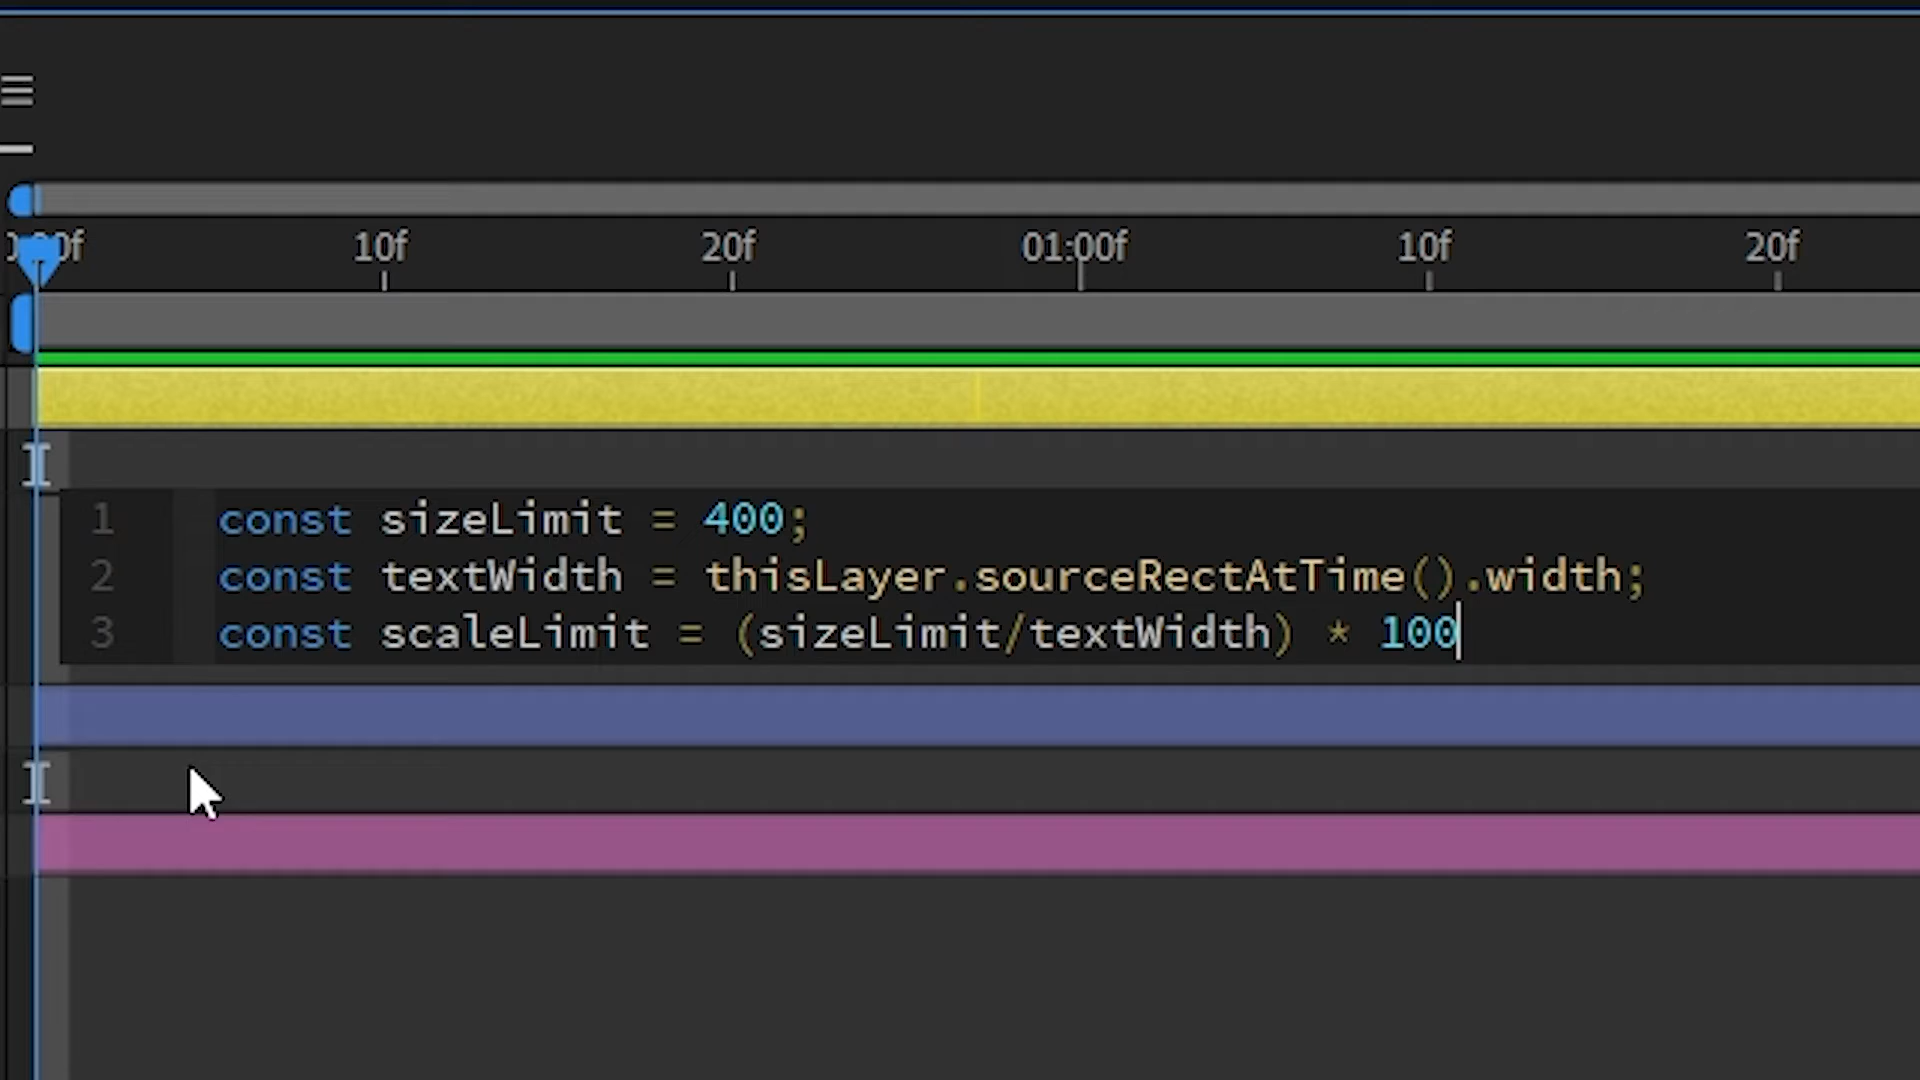 10f 20f 01:00f 10f 20f
1 const sizeLimit = 400;
2 const textWidth = thisLayer.sourceRectAtTime().width;
3 const scaleLimit = (sizeLimit/textWidth) * 100